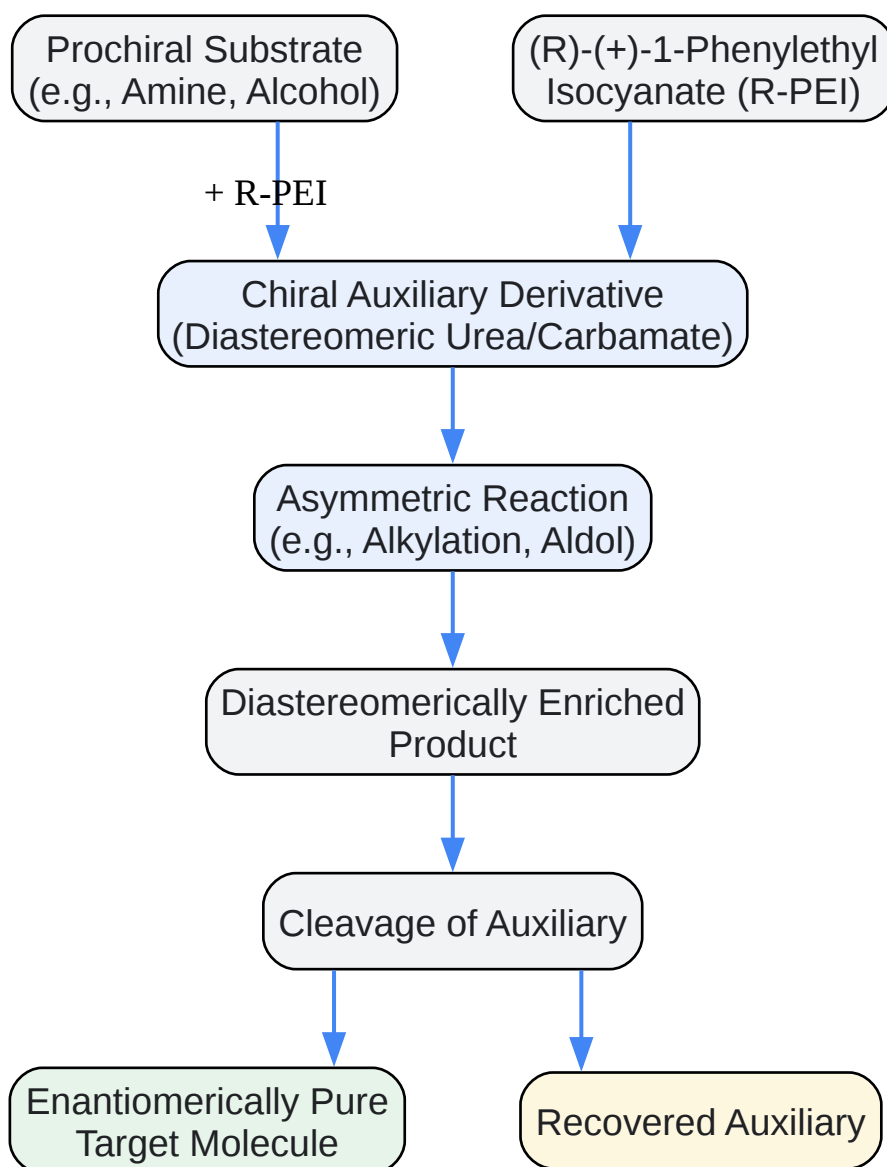 Prochiral Substrate
(e.g., Amine, Alcohol)
(R)-(+)-1-Phenylethyl
Isocyanate (R-PEI)
+ R-PEI
Chiral Auxiliary Derivative
(Diastereomeric Urea/Carbamate)
Asymmetric Reaction
(e.g., Alkylation, Aldol)
Diastereomerically Enriched
Product
Cleavage of Auxiliary
Enantiomerically Pure
Target Molecule
Recovered Auxiliary